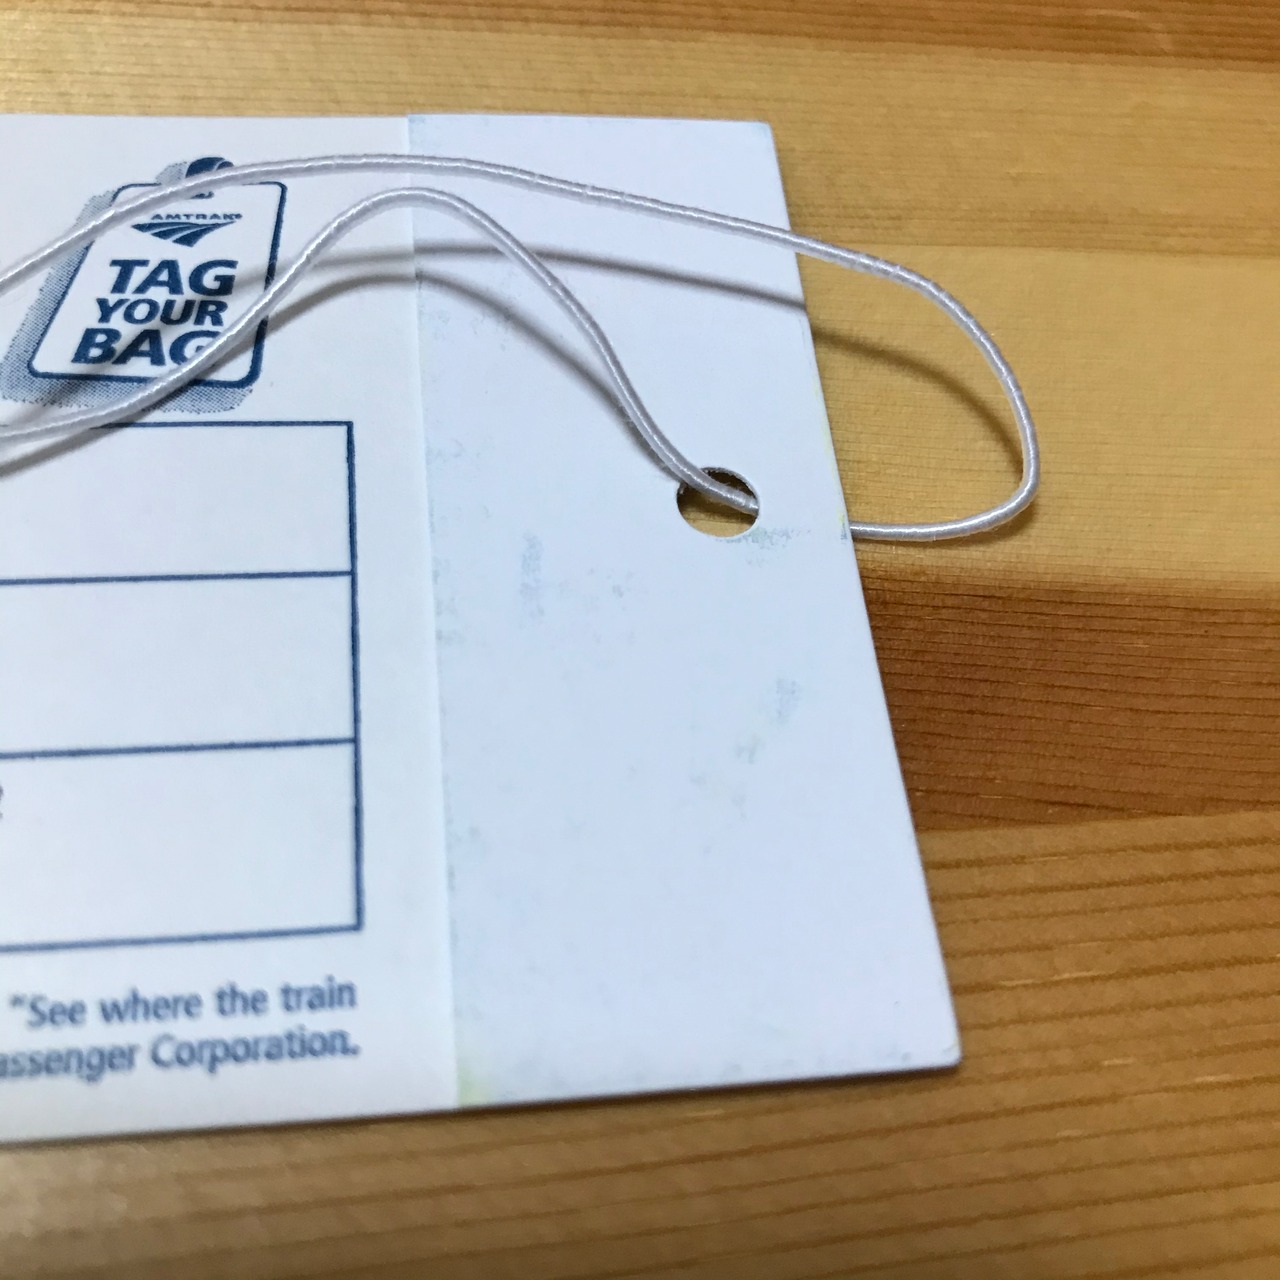 AMTRAK®
TAG
YOUR
BAG
"See where the train
assenger Corporation.